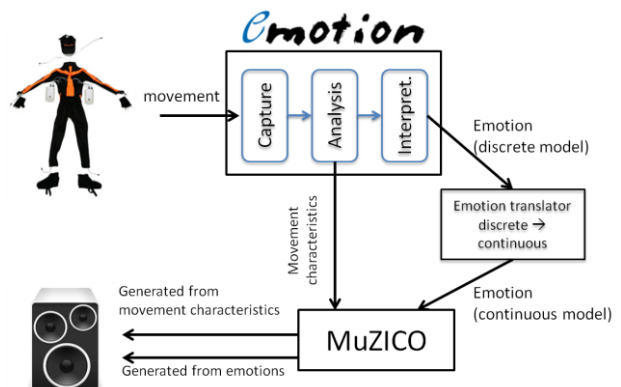 emotion
movement
Capture
Analysis
Interpret.
Emotion
(discrete model)
Movement
characteristics
Emotion translator
discrete →
continuous
Emotion
(continuous model)
Generated from
movement characteristics
MuZICO
Generated from emotions